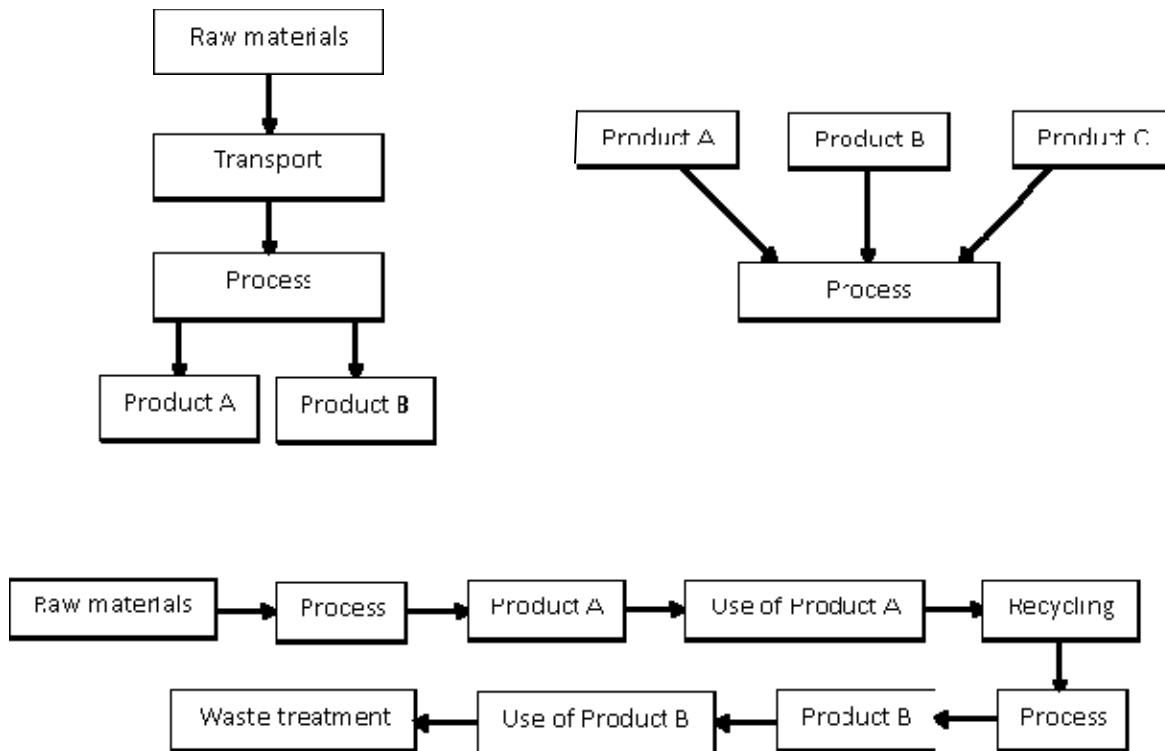 Raw materials
Transport
Process
Product A
Product B
Product A
Product B
Product C
Process
Raw materials
Process
Product A
Use of Product A
Recycling
Process
Product B
Use of Product B
Waste treatment